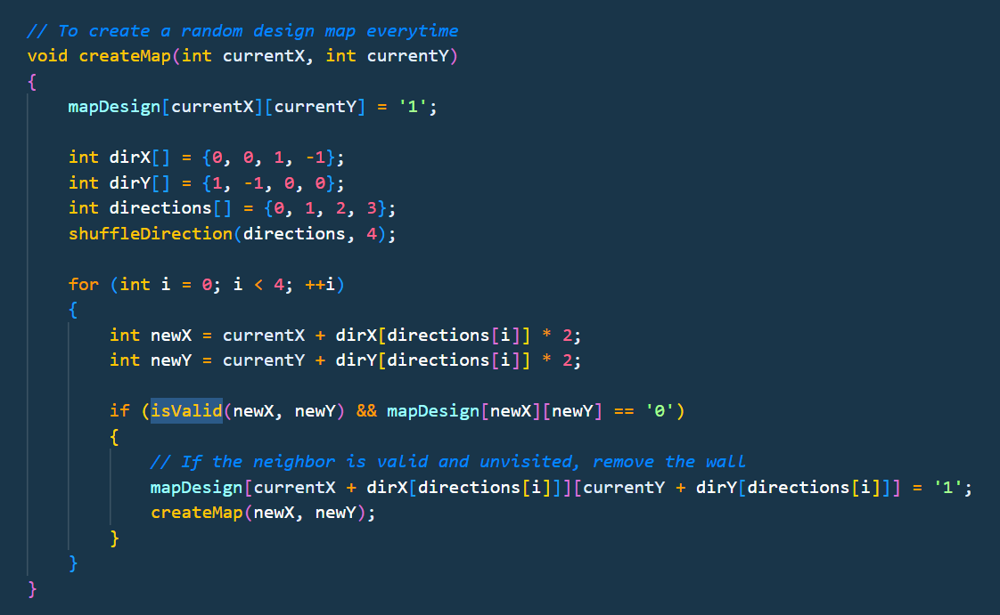 // To create a random design map everytime
void createMap(int currentX, int currentY)
{
mapDesign[currentX][currentY] = '1';
int dirX[] = {0, 0, 1, -1};
int dirY[] = {1, -1, 0, 0};
int directions[] = {0, 1, 2, 3};
shuffleDirection(directions, 4);
for (int i = 0; i < 4; ++i)
{
int newX = currentX + dirX[directions[i]] * 2;
int newY = currentY + dirY[directions[i]] * 2;
if (isValid(newX, newY) && mapDesign[newX][newY] == '0')
{
// If the neighbor is valid and unvisited, remove the wall
mapDesign[currentX + dirX[directions[i]]][currentY + dirY[directions[i]]] = '1';
createMap(newX, newY);
}
}
}